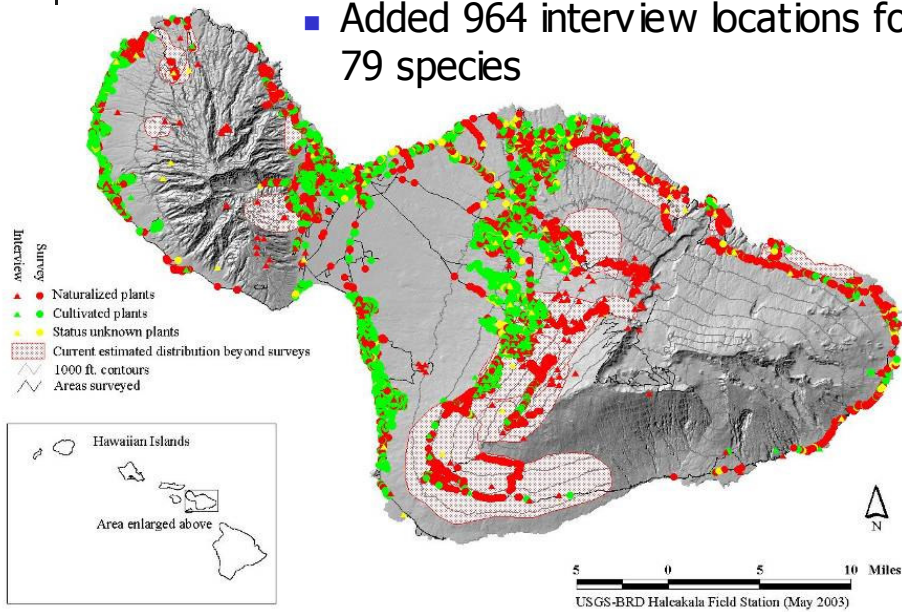 Added 964 interview locations fo
79 species
Survey
Interview
Naturalized plants
Cultivated plants
Status unknown plants
Current estimated distribution beyond surveys
1000 ft. contours
Areas surveyed
Hawaiian Islands
Area enlarged above
N
5 0 5 10 Miles
USGS-BRD Haleakala Field Station (May 2003)